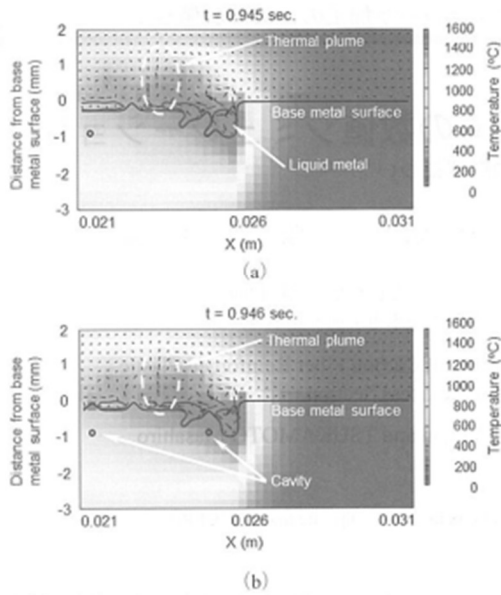 t = 0.945 sec.
2
1
0
-1
-2
-3
Distance from base
metal surface (mm)
Thermal plume
Base metal surface
Liquid metal
0.021
0.026
0.031
X (m)
1600
1400
1200
1000
800
600
400
200
0
Temperature (ºC)
(a)
t = 0.946 sec.
2
1
0
-1
-2
-3
Distance from base
metal surface (mm)
Thermal plume
Base metal surface
Cavity
0.021
0.026
0.031
X (m)
1600
1400
1200
1000
800
600
400
200
0
Temperature (ºC)
(b)